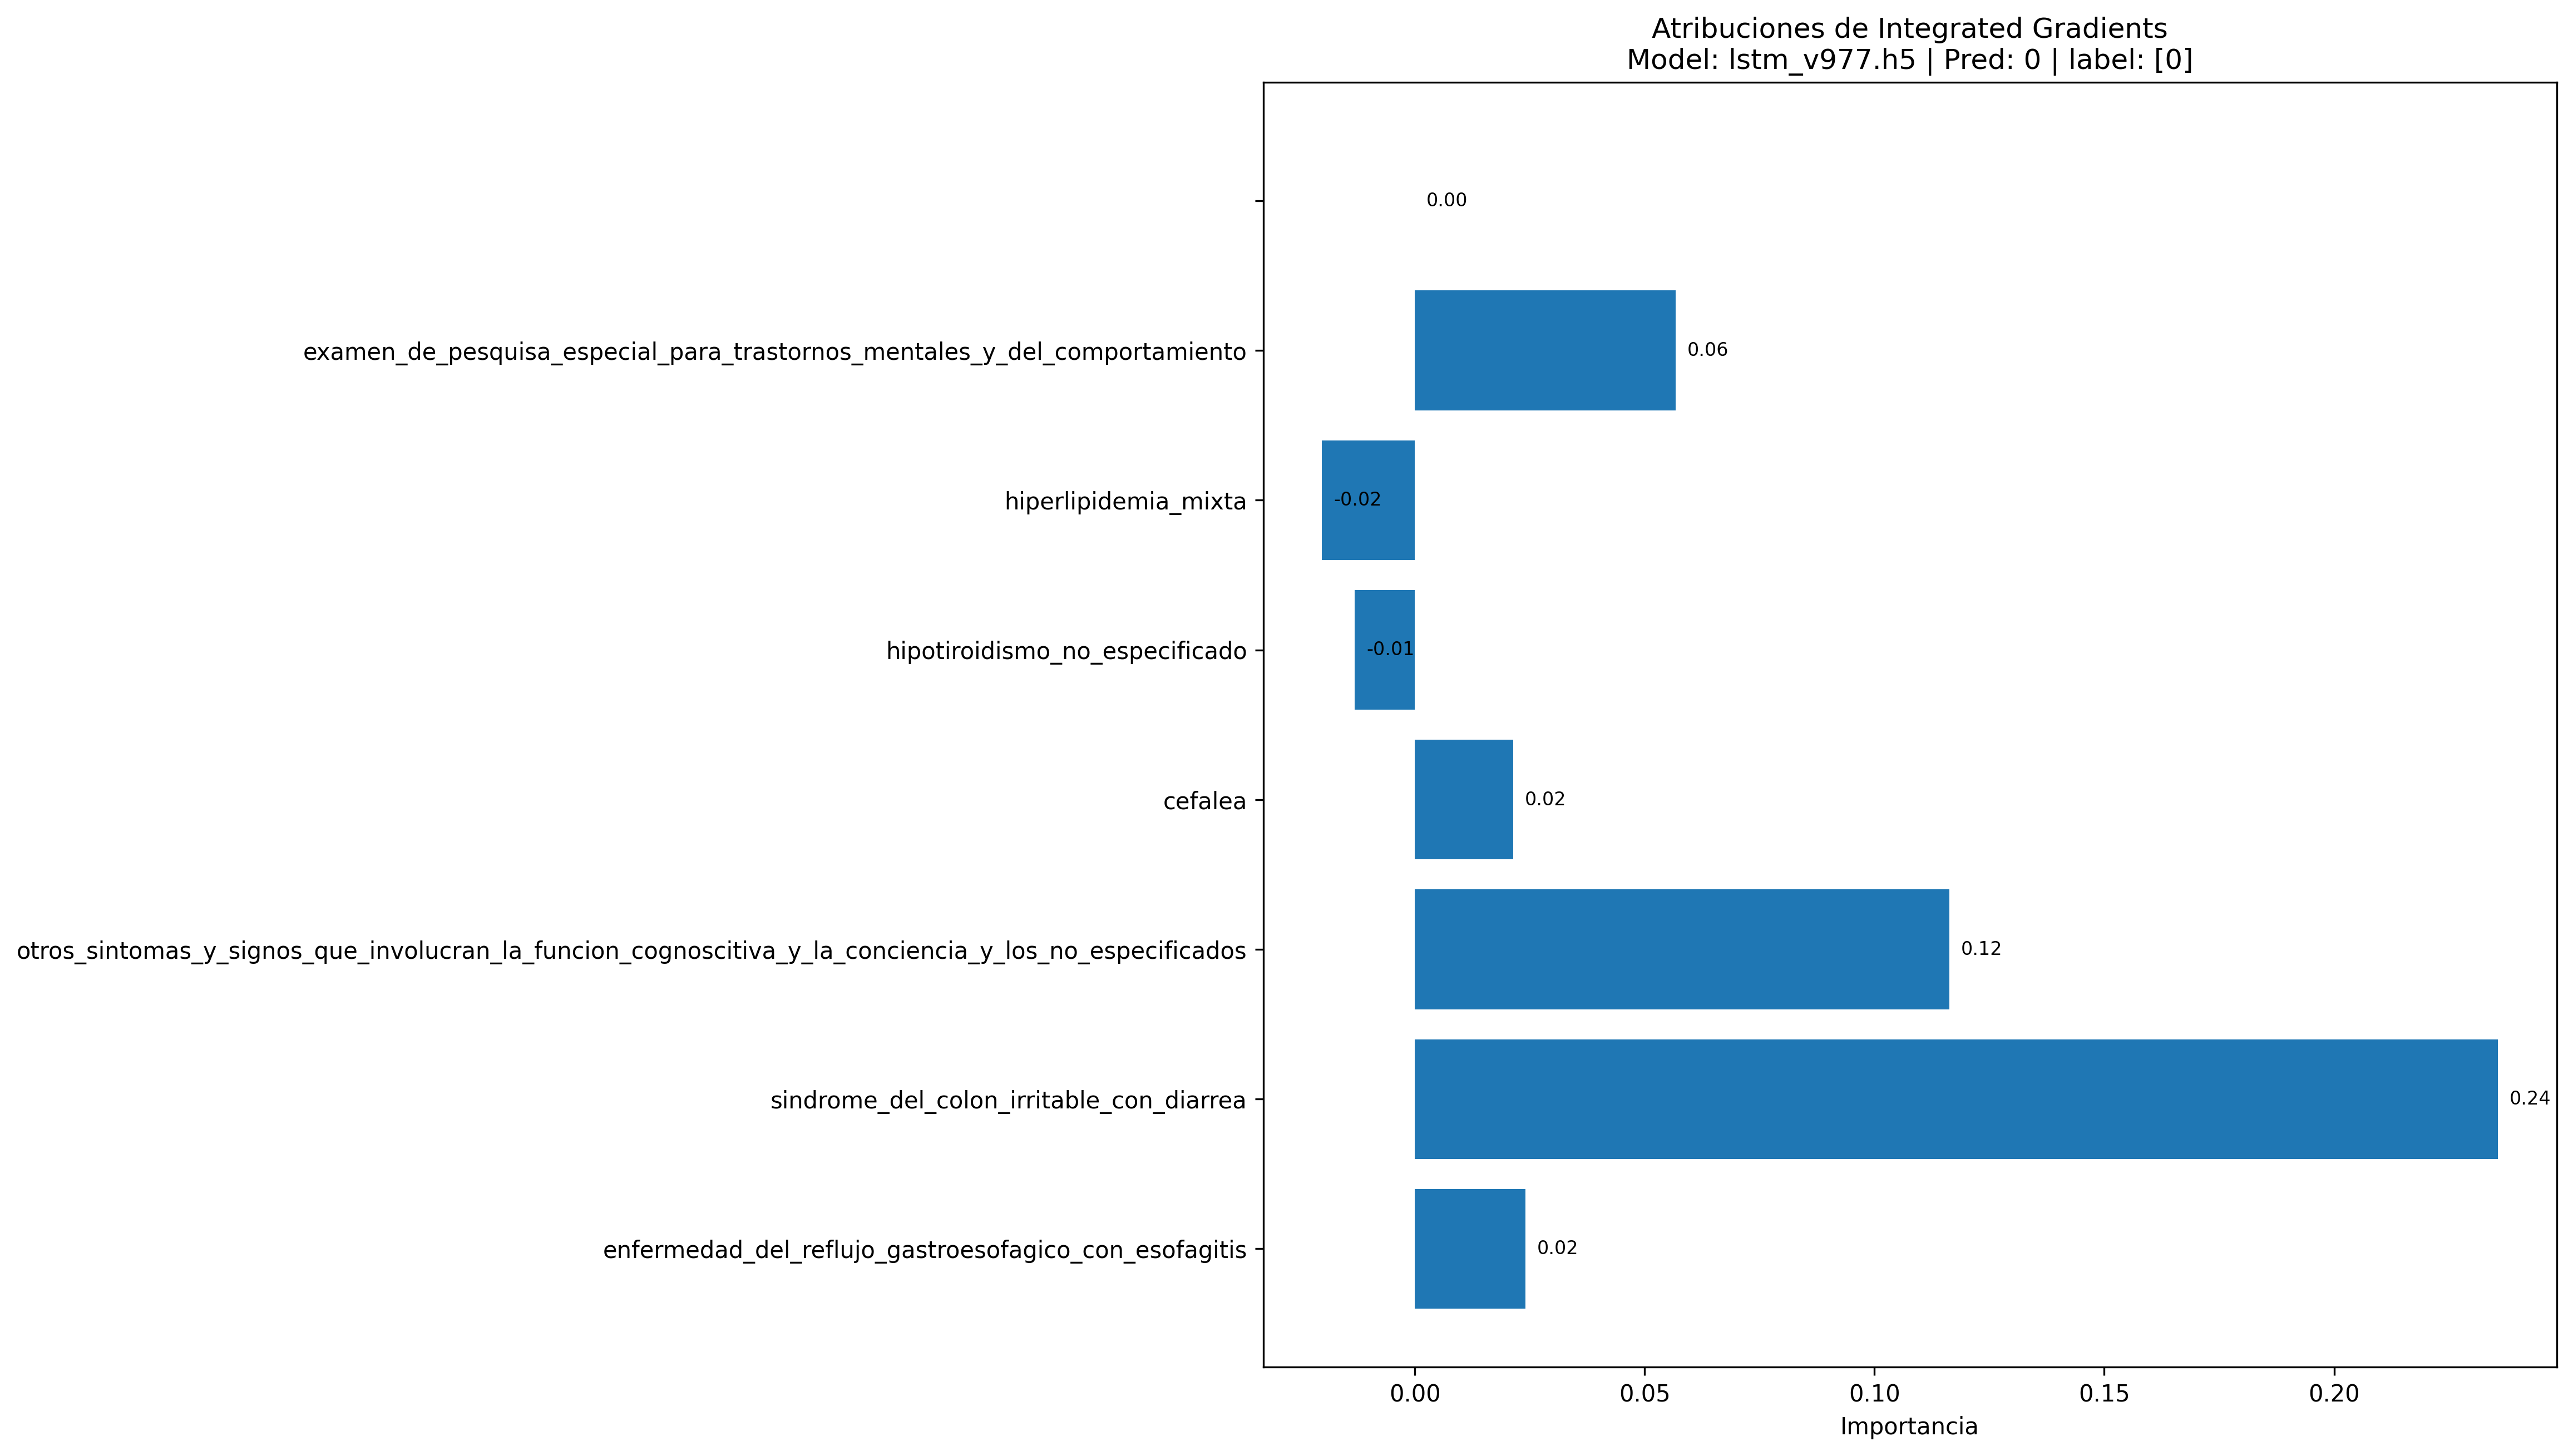 Atribuciones de Integrated Gradients
Model: lstm_v977.h5 | Pred: 0 | label: [0]
0.00
examen_de_pesquisa_especial_para_trastornos_mentales_y_del_comportamiento
0.06
hiperlipidemia_mixta
-0.02
hipotiroidismo_no_especificado
-0.01
cefalea
0.02
otros_sintomas_y_signos_que_involucran_la_funcion_cognoscitiva_y_la_conciencia_y_los_no_especificados
0.12
sindrome_del_colon_irritable_con_diarrea
0.24
enfermedad_del_reflujo_gastroesofagico_con_esofagitis
0.02
0.00 0.05 0.10 0.15 0.20
Importancia